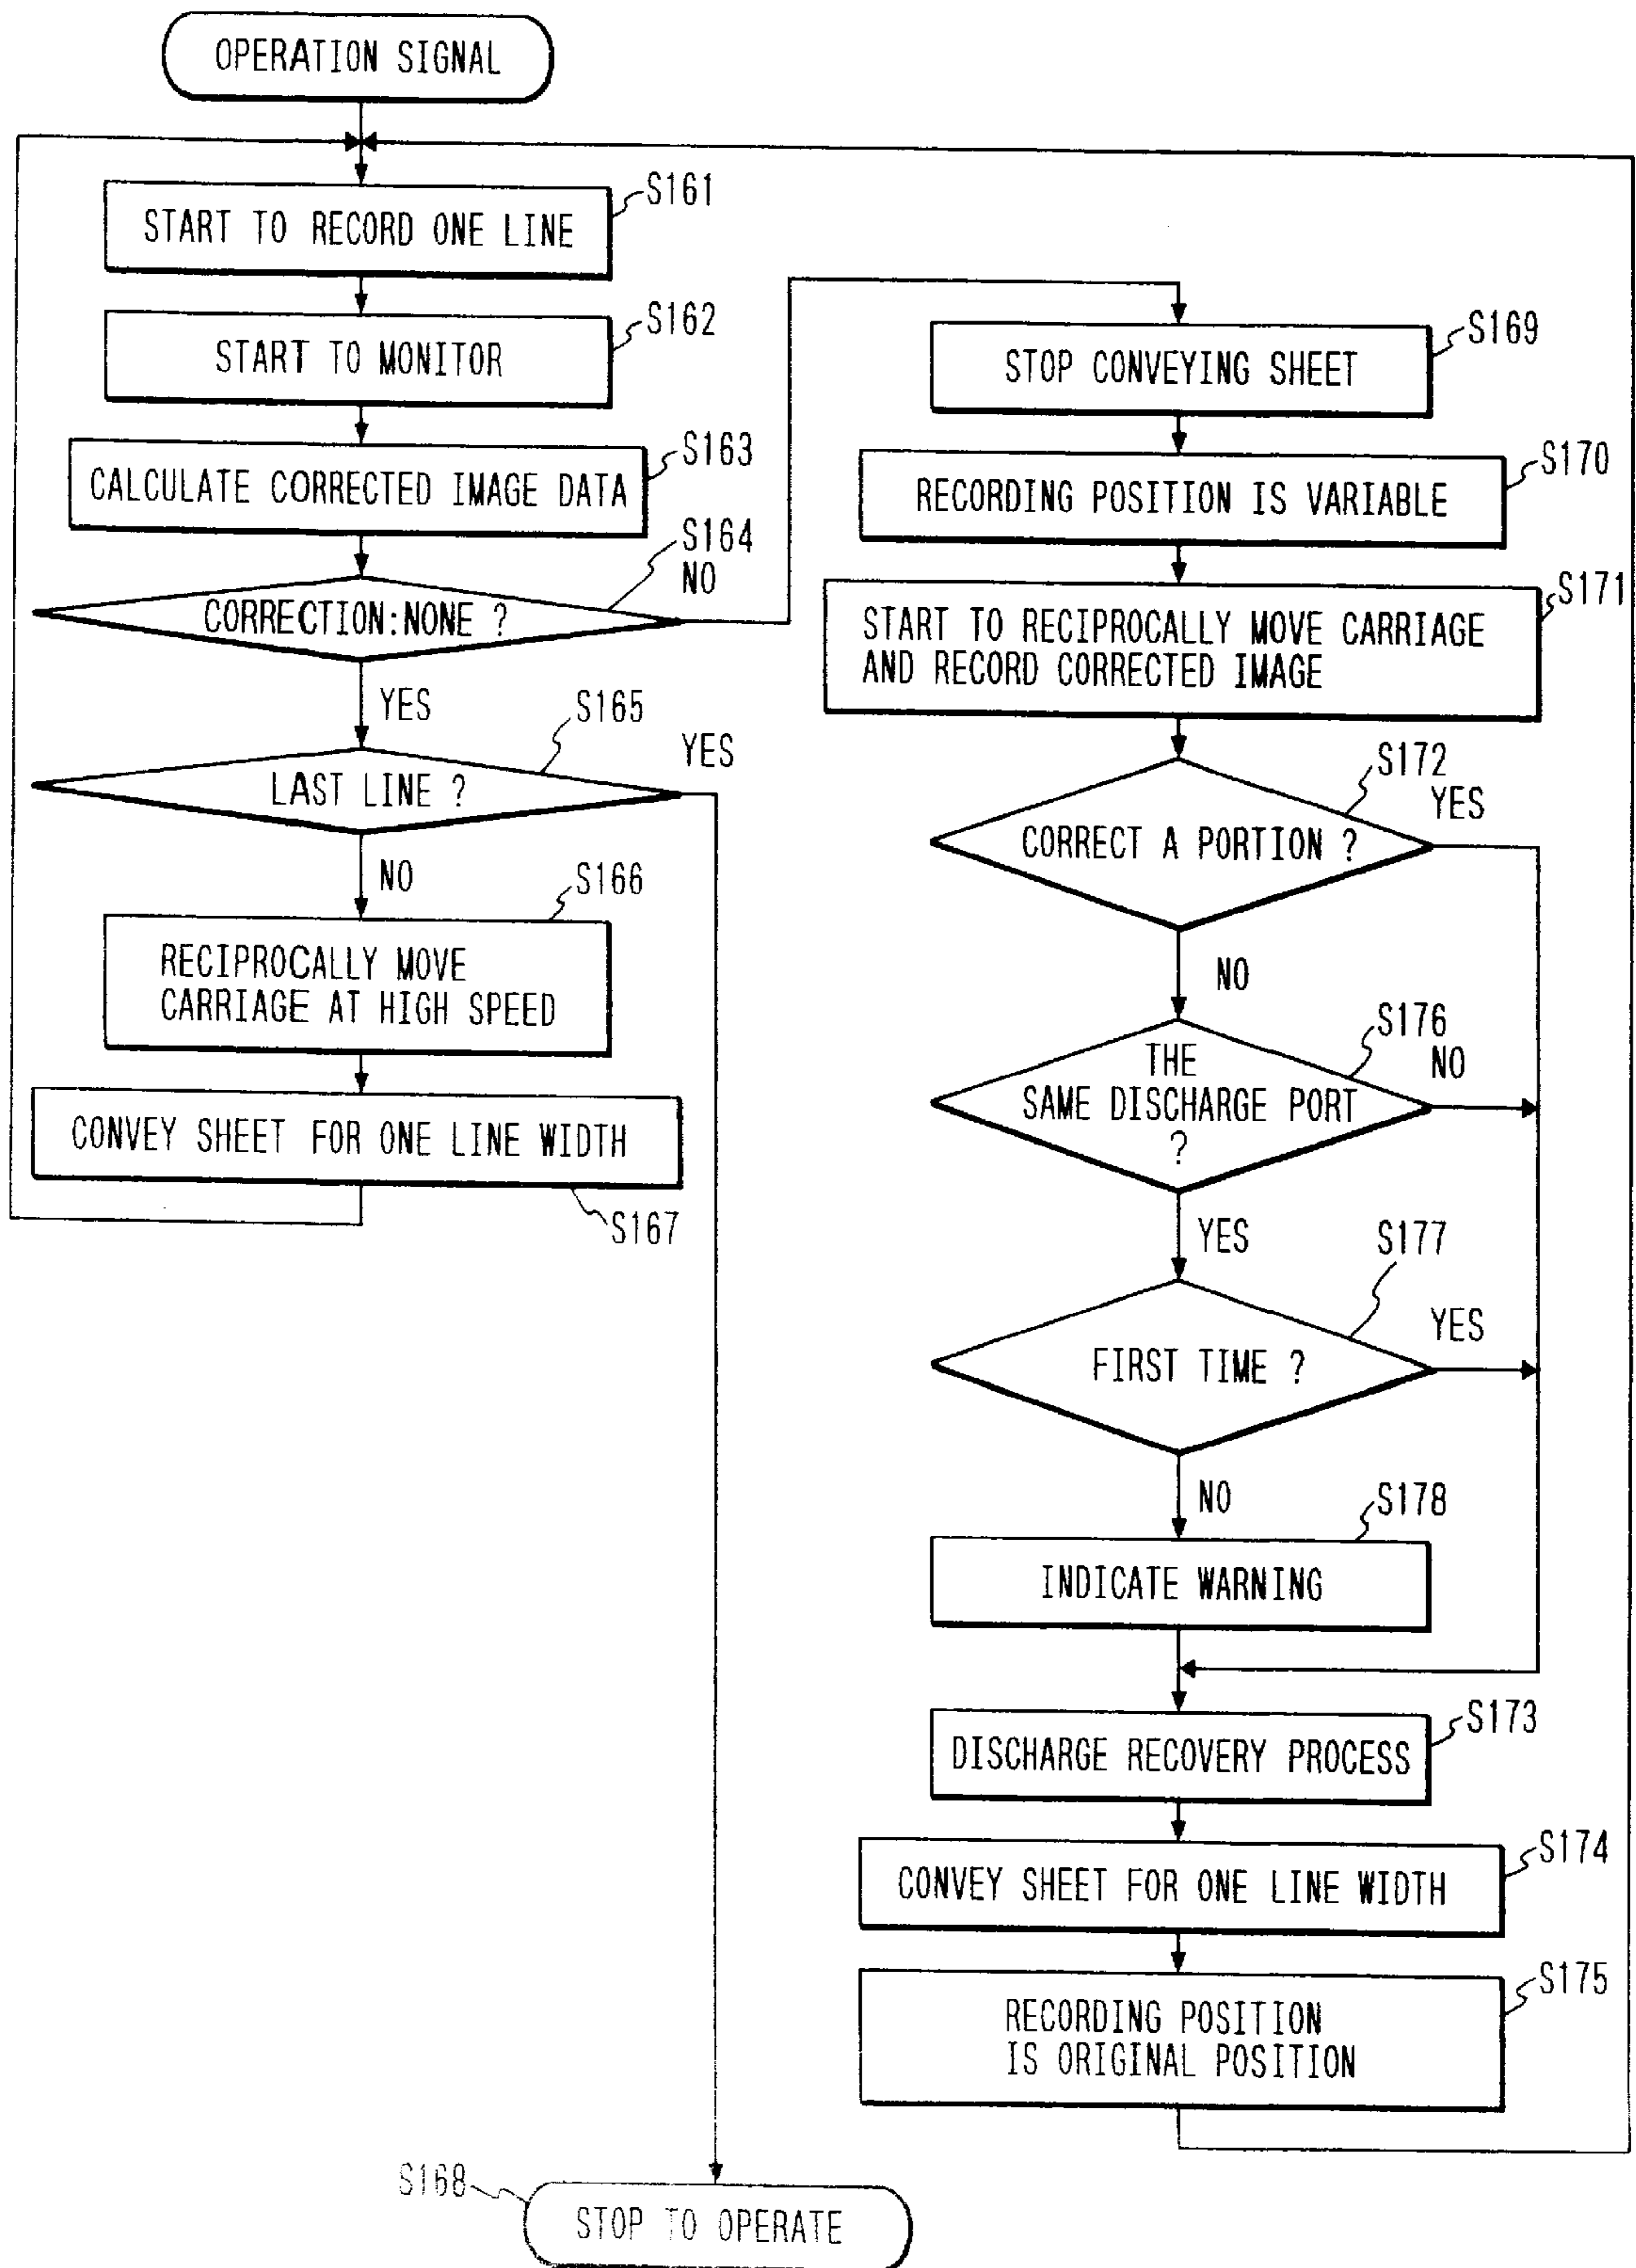 OPERATION SIGNAL
S161
START TO RECORD ONE LINE
S162
START TO MONITOR
S163
CALCULATE CORRECTED IMAGE DATA
S164
NO
CORRECTION:NONE ?
YES
S165
YES
LAST LINE ?
NO
S166
RECIPROCALLY MOVE
CARRIAGE AT HIGH SPEED
CONVEY SHEET FOR ONE LINE WIDTH
S167
S168
STOP TO OPERATE
S169
STOP CONVEYING SHEET
S170
RECORDING POSITION IS VARIABLE
S171
START TO RECIPROCALLY MOVE CARRIAGE
AND RECORD CORRECTED IMAGE
S172
YES
CORRECT A PORTION ?
NO
S176
NO
THE
SAME DISCHARGE PORT
?
YES
S177
YES
FIRST TIME ?
NO
S178
INDICATE WARNING
S173
DISCHARGE RECOVERY PROCESS
S174
CONVEY SHEET FOR ONE LINE WIDTH
S175
RECORDING POSITION
IS ORIGINAL POSITION